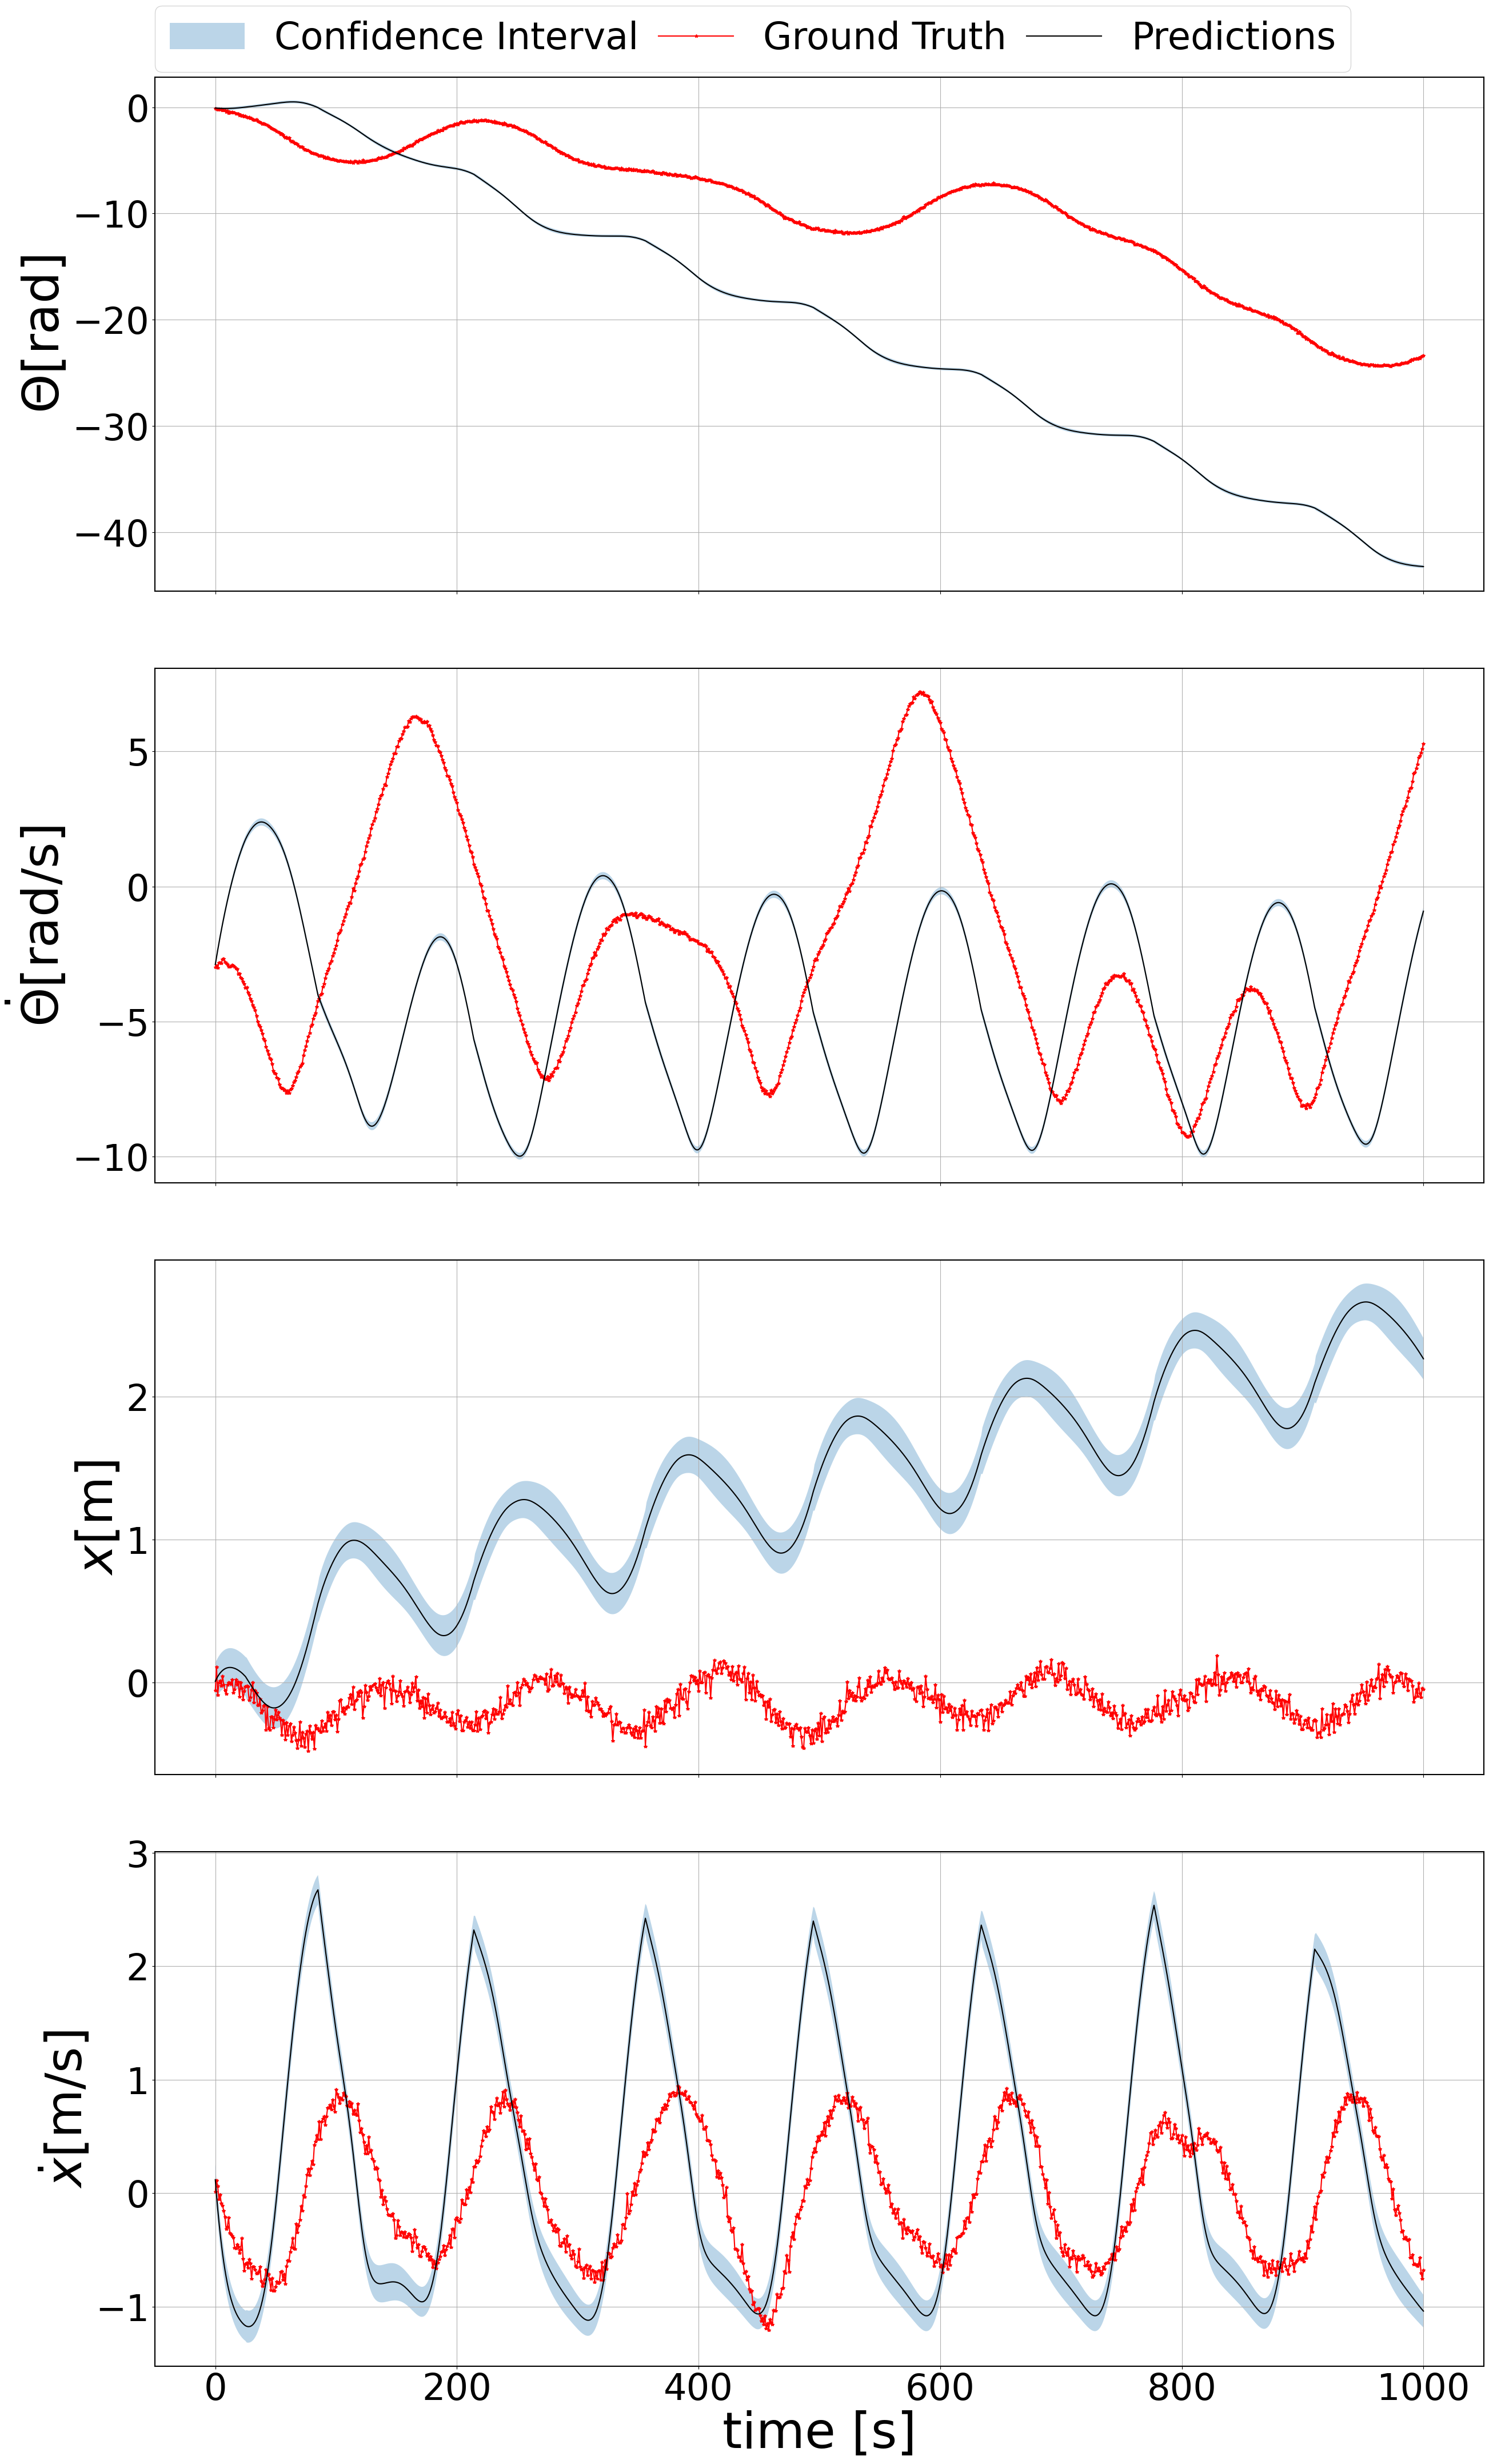 Confidence Interval Ground Truth Predictions
0
−10
−20
−30
−40
Θ[rad]
5
0
−5
−10
Θ̇[rad/s]
2
1
0
x[m]
3
2
1
0
−1
ẋ[m/s]
0 200 400 600 800 1000
time [s]